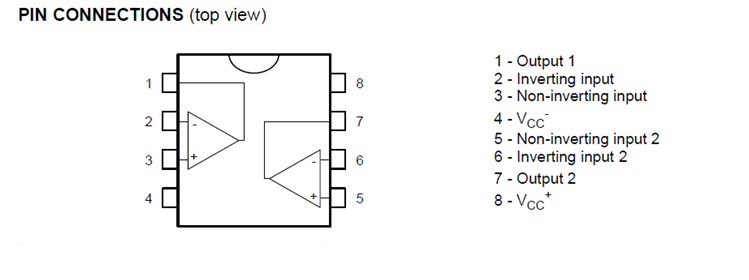 PIN CONNECTIONS (top view)
1 8
2 - 7
3 + - 6
4 + 5
1 - Output 1
2 - Inverting input
3 - Non-inverting input
4 - VCC-
5 - Non-inverting input 2
6 - Inverting input 2
7 - Output 2
8 - VCC+